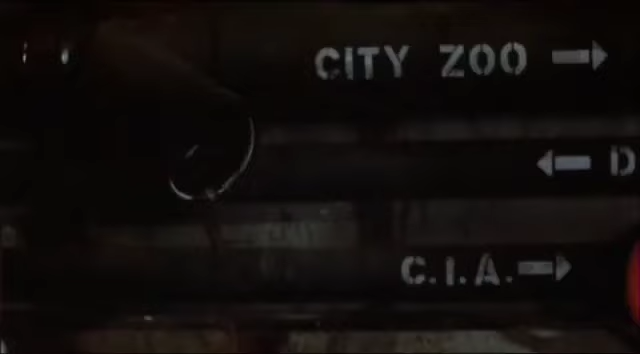 CITY ZOO →
← D
C.I.A. →